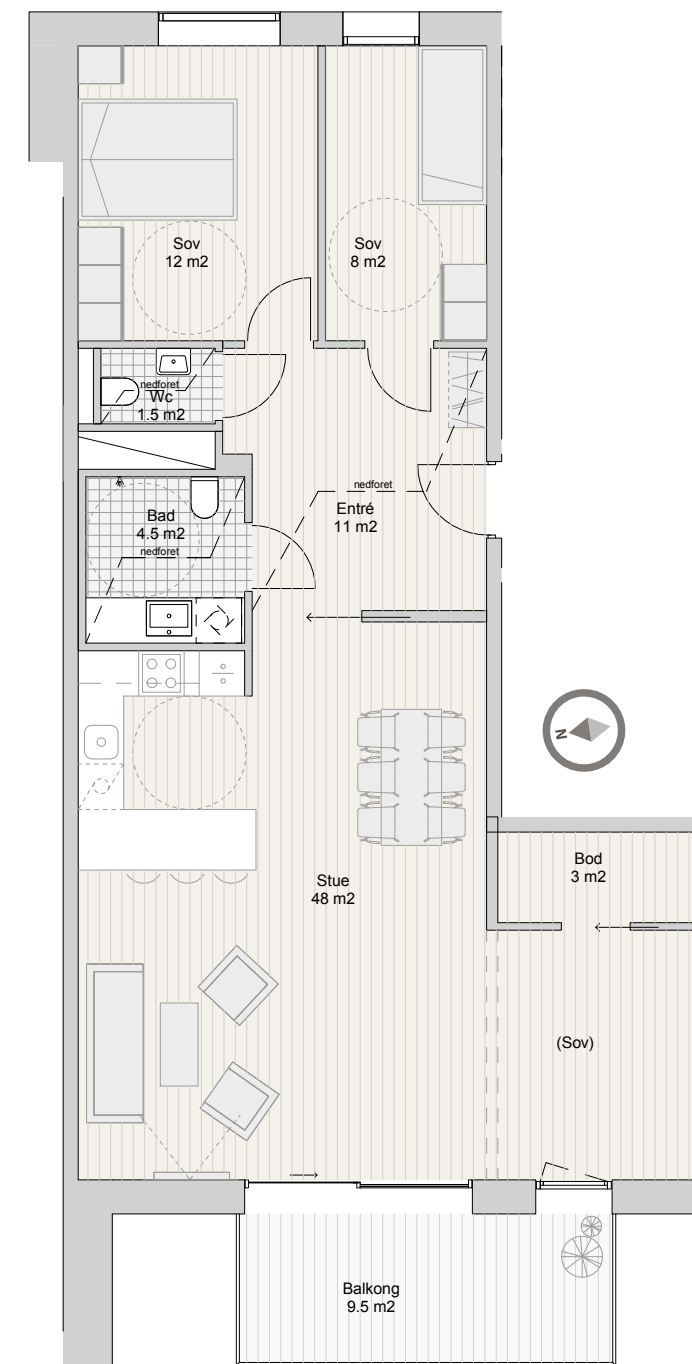 Sov
12 m2
Sov
8 m2
nedforet
Wc
1.5 m2
nedforet
Entré
11 m2
Bad
4.5 m2
nedforet
N
Bod
3 m2
Stue
48 m2
(Sov)
Balkong
9.5 m2